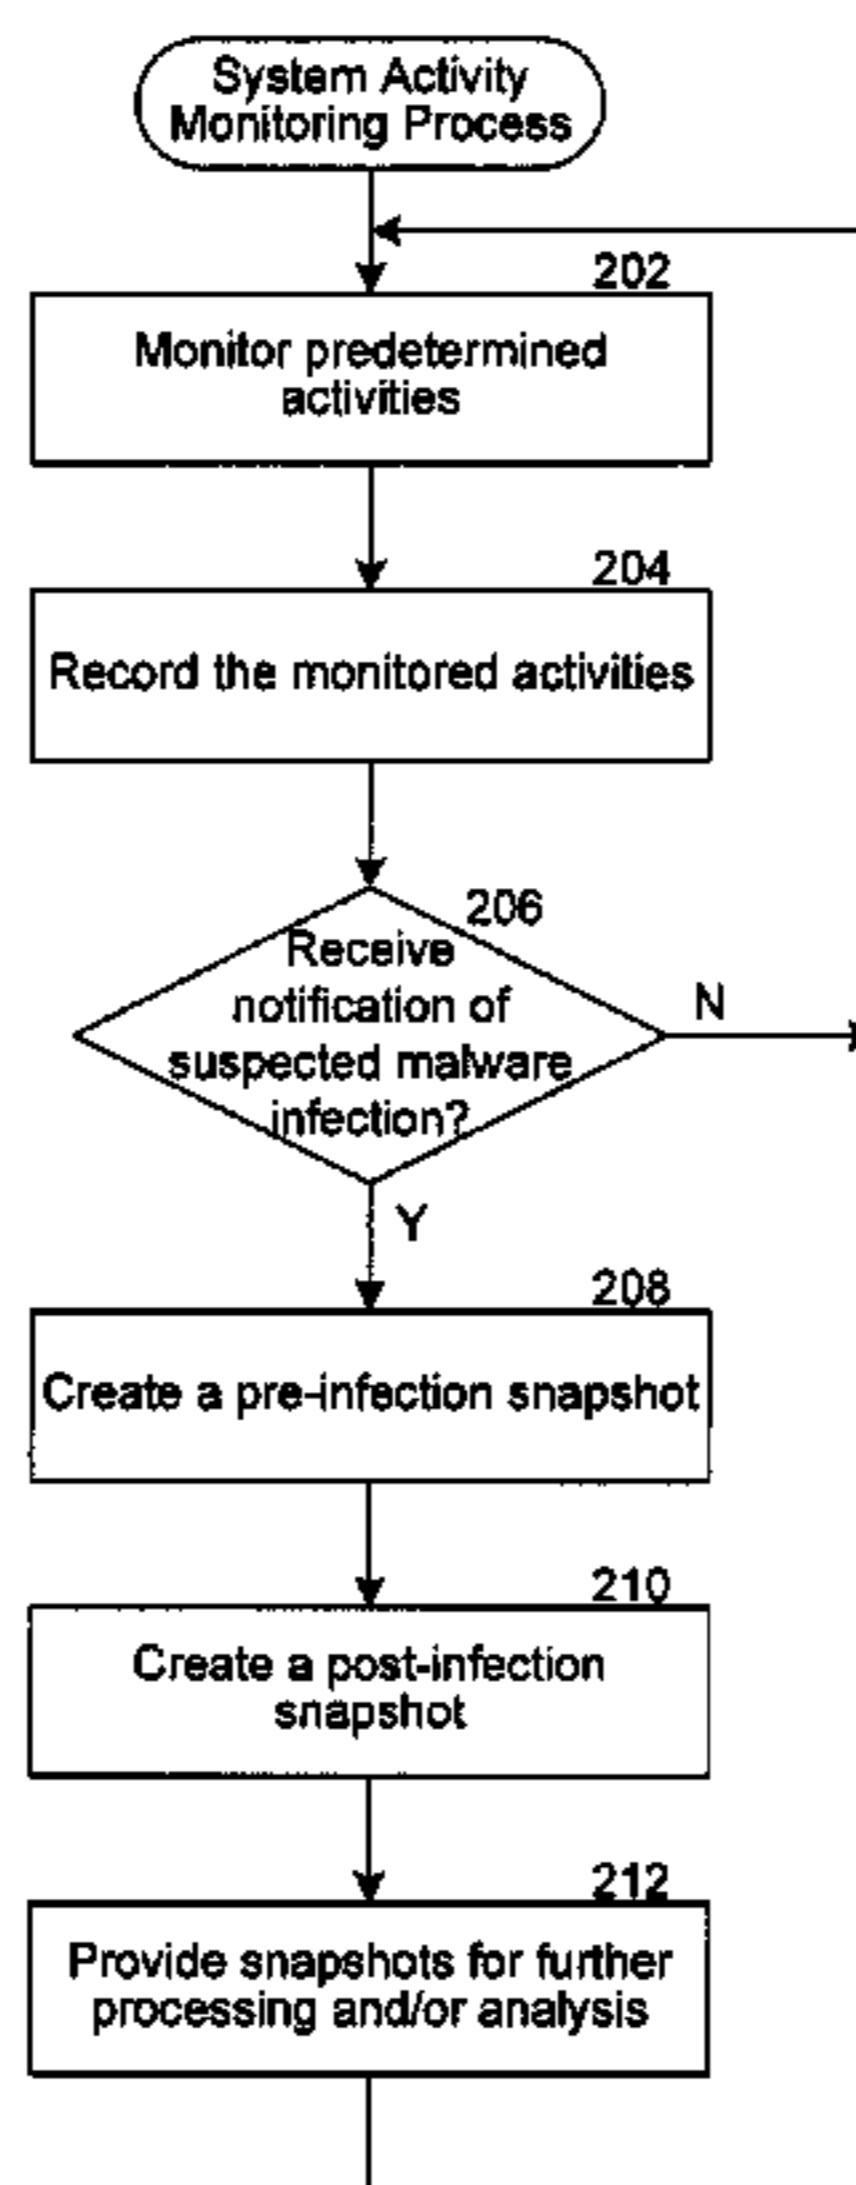 System Activity
Monitoring Process
202
Monitor predetermined
activities
204
Record the monitored activities
206
Receive
notification of
suspected malware
infection?
N
Y
208
Create a pre-infection snapshot
210
Create a post-infection
snapshot
212
Provide snapshots for further
processing and/or analysis